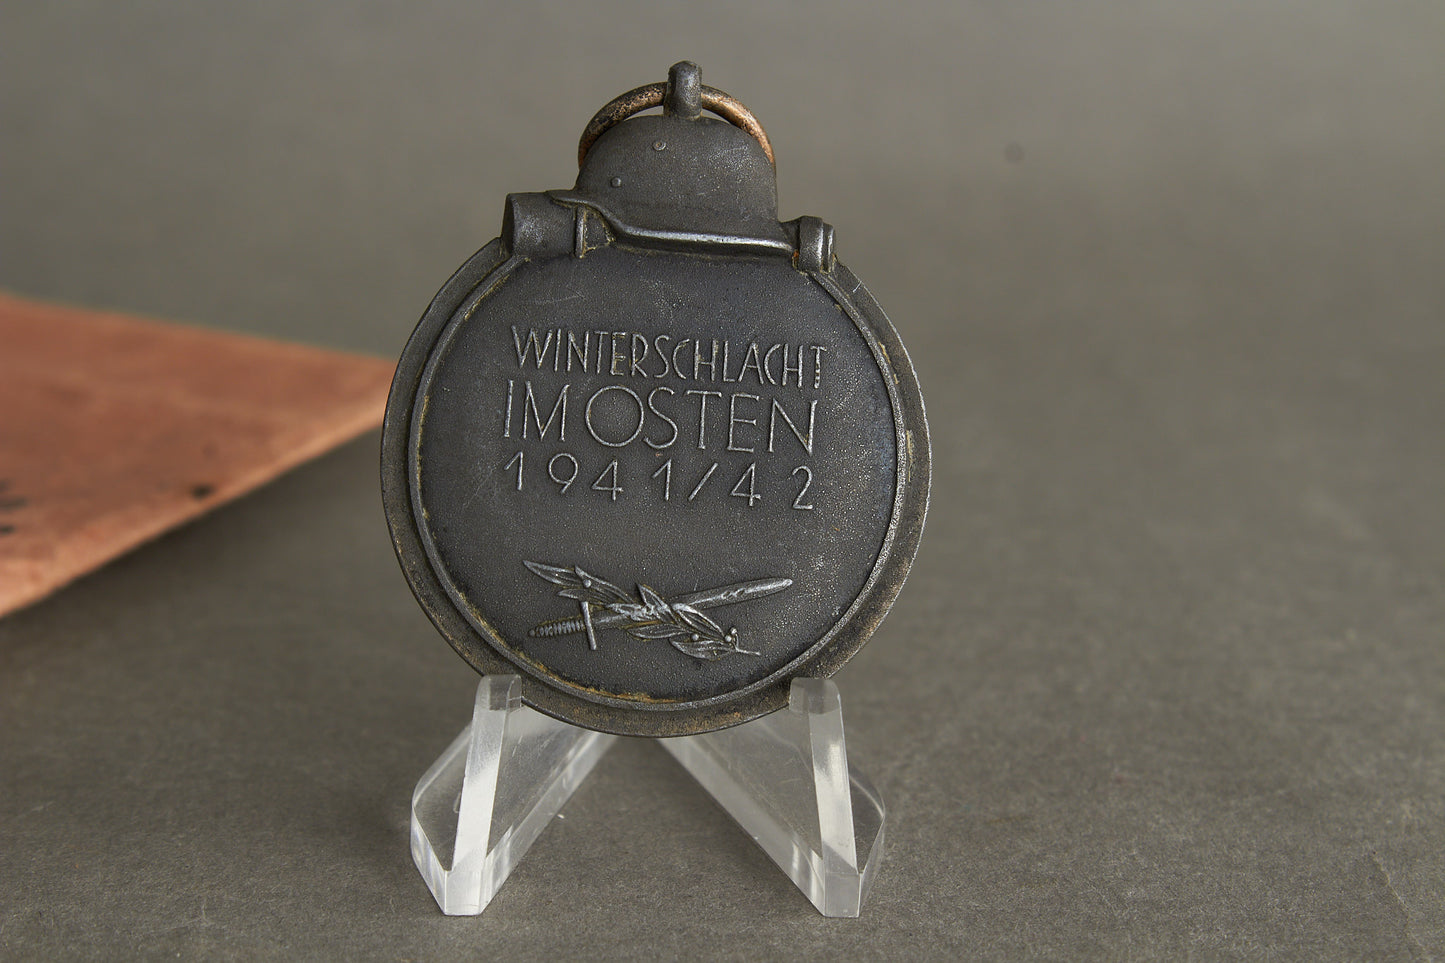 WINTERSCHLACHT
IM OSTEN
1941/42